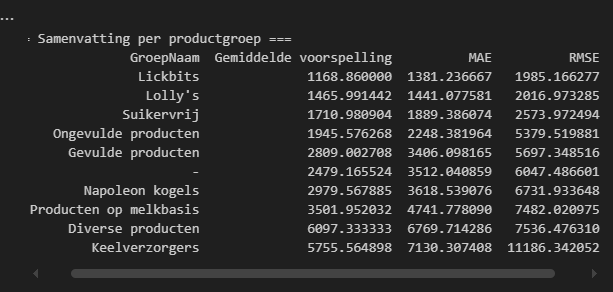 ...
Samenvatting per productgroep ===
GroepNaam Gemiddelde voorspelling MAE RMSE
Lickbits 1168.860000 1381.236667 1985.166277
Lolly's 1465.991442 1441.077581 2016.973285
Suikervrij 1710.980904 1889.386074 2573.972494
Ongevulde producten 1945.576268 2248.381964 5379.519881
Gevulde producten 2809.002708 3406.098165 5697.348516
- 2479.165524 3512.040859 6047.486601
Napoleon kogels 2979.567885 3618.539076 6731.933648
Producten op melkbasis 3501.952032 4741.778090 7482.020975
Diverse producten 6097.333333 6769.714286 7536.476310
Keelverzorgers 5755.564898 7130.307408 11186.342052